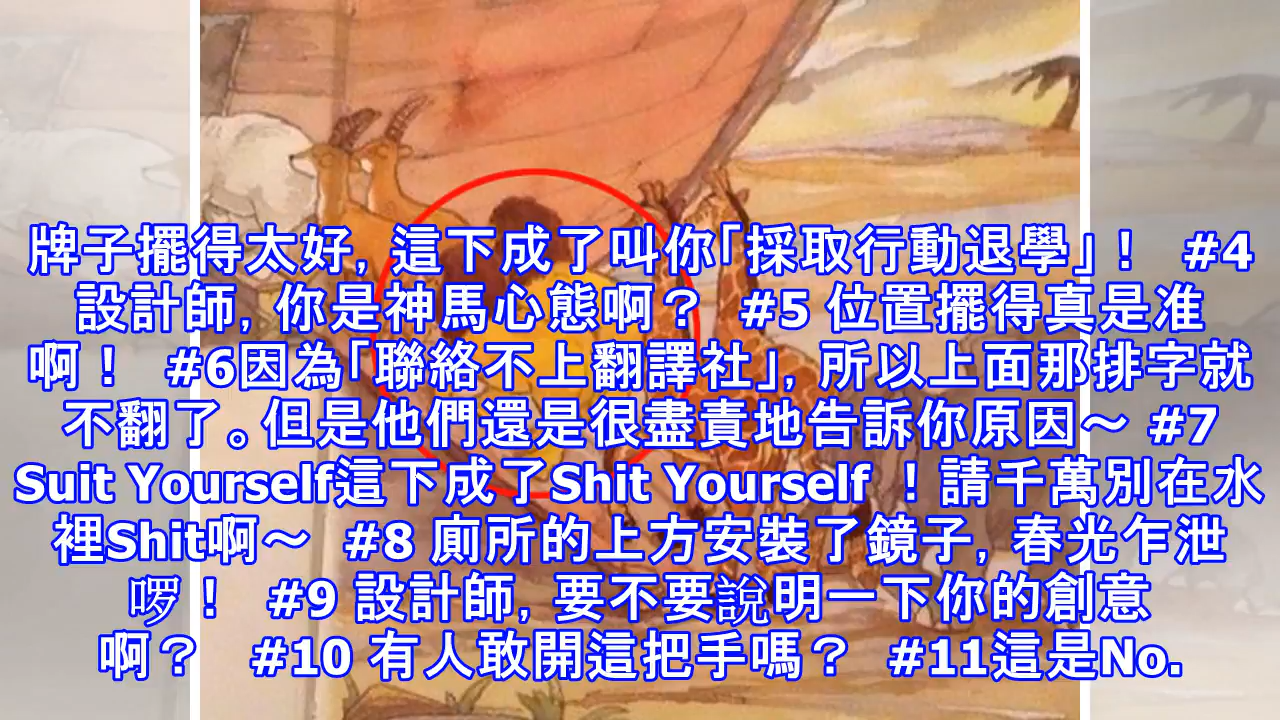 牌子擺得太好，這下成了叫你「採取行動退學」！ #4
設計師，你是神馬心態啊？ #5 位置擺得真是准
啊！ #6因為「聯絡不上翻譯社」，所以上面那排字就
不翻了。但是他們還是很盡責地告訴你原因～ #7
Suit Yourself這下成了Shit Yourself ！請千萬別在水
裡Shit啊～ #8 廁所的上方安裝了鏡子，春光乍泄
啰！ #9 設計師，要不要說明一下你的創意
啊？ #10 有人敢開這把手嗎？ #11這是No.